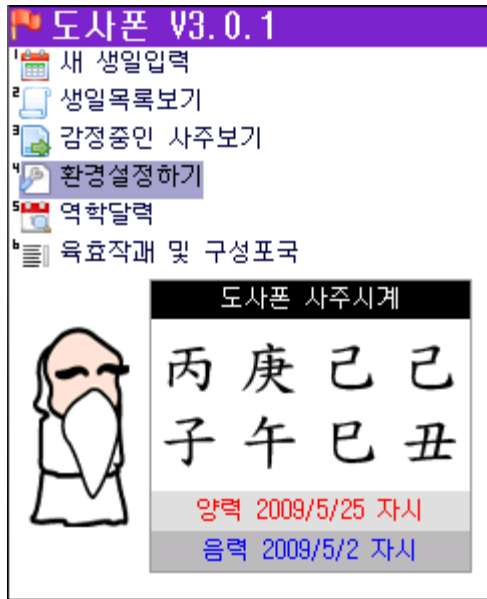 도사폰 V3.0.1
1 새 생일입력
2 생일목록보기
3 감정중인 사주보기
4 환경설정하기
5 역학달력
6 육효작괘 및 구성포국
도사폰 사주시계
丙 庚 己 己
子 午 巳 丑
양력 2009/5/25 자시
음력 2009/5/2 자시